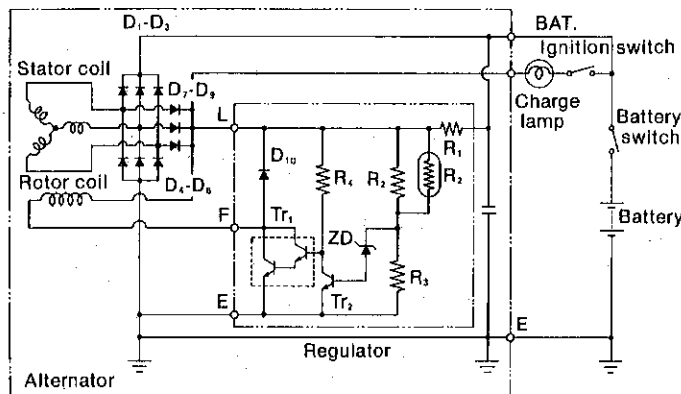 D1-D3
BAT.
Ignition switch
Stator coil
D7-D9
Charge lamp
Battery switch
L
R1
D10
R4
R2
R2
D4-D6
Rotor coil
F
Tr1
ZD
Battery
R3
E
Tr2
E
Regulator
Alternator